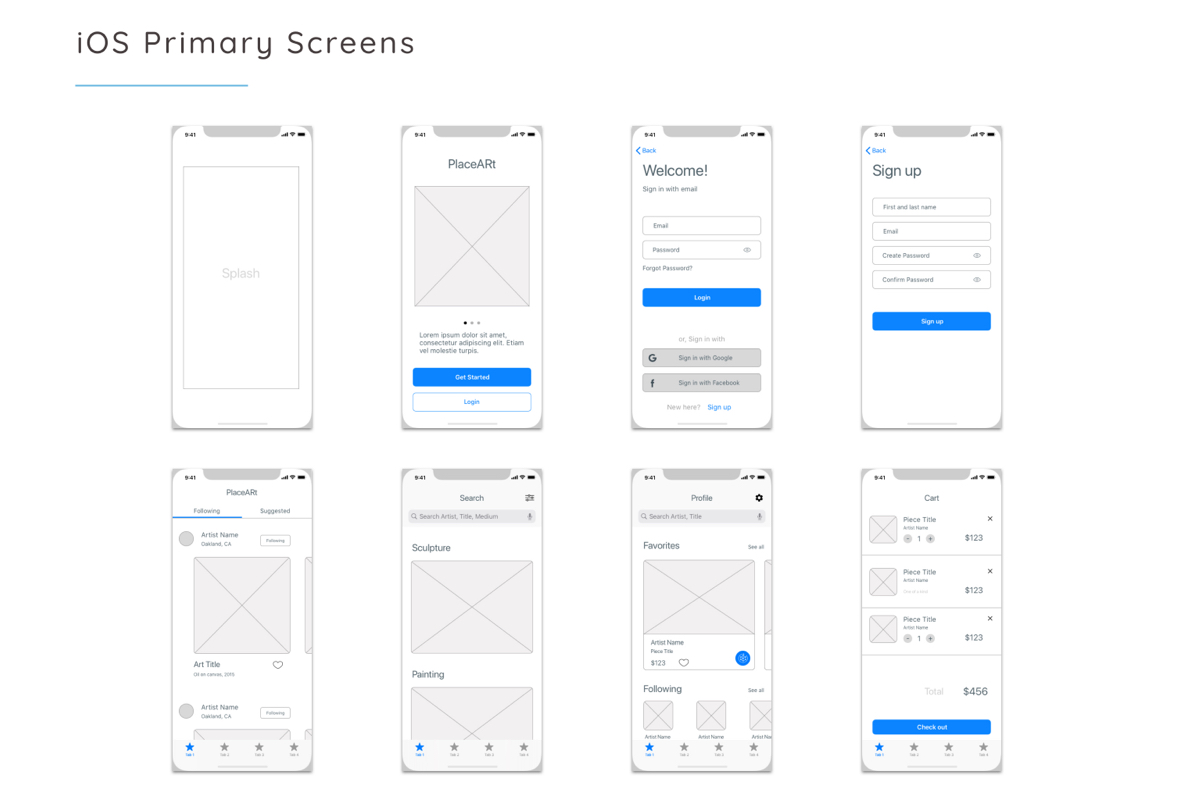 iOS Primary Screens
9:41
Splash
9:41
PlaceARt
Lorem ipsum dolor sit amet,
consectetur adipiscing elit. Etiam
vel molestie turpis.
Get Started
Login
9:41
Back
Welcome!
Sign in with email
Email
Password
Forgot Password?
Login
or, Sign in with
G Sign in with Google
f Sign in with Facebook
New here? Sign up
9:41
Back
Sign up
First and last name
Email
Create Password
Confirm Password
Sign up
9:41
PlaceARt
Following Suggested
Artist Name
Oakland, CA
Following
Art Title
Oil on canvas, 2015
Artist Name
Oakland, CA
Following
Tab 1 Tab 2 Tab 3 Tab 4
9:41
Search
Search Artist, Title, Medium
Sculpture
Painting
Tab 1 Tab 2 Tab 3 Tab 4
9:41
Profile
Search Artist, Title
Favorites See all
Artist Name
Piece Title
$123
Following See all
Artist Name Artist Name Artist Na
Tab 1 Tab 2 Tab 3 Tab 4
9:41
Cart
Piece Title
Artist Name
1 $123
Piece Title
Artist Name
$123
Piece Title
Artist Name
1 $123
Total $456
Check out
Tab 1 Tab 2 Tab 3 Tab 4